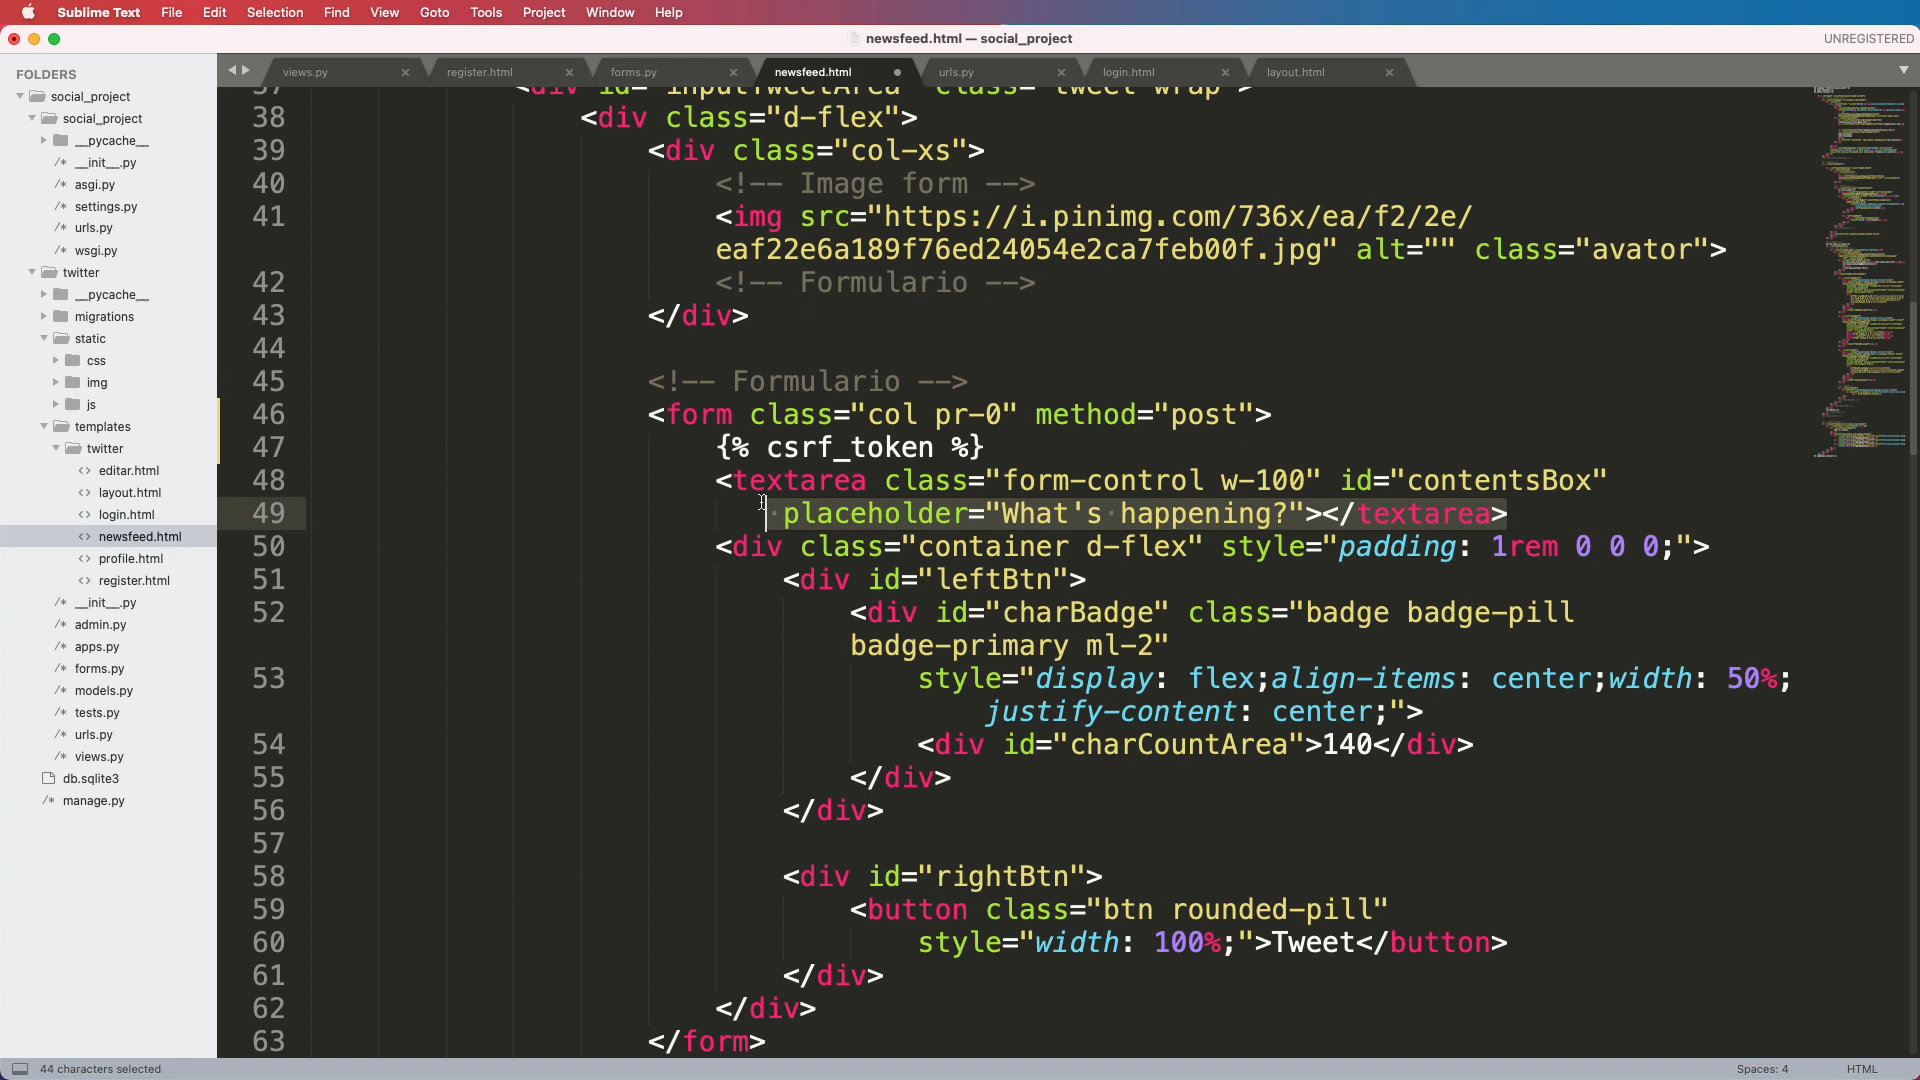 Sublime Text File Edit Selection Find View Goto Tools Project Window Help
newsfeed.html — social_project
UNREGISTERED
FOLDERS
social_project
social_project
__pycache__
__init__.py
asgi.py
settings.py
urls.py
wsgi.py
twitter
__pycache__
migrations
static
css
img
js
templates
twitter
editar.html
layout.html
login.html
newsfeed.html
profile.html
register.html
__init__.py
admin.py
apps.py
forms.py
models.py
tests.py
urls.py
views.py
db.sqlite3
manage.py
views.py register.html forms.py newsfeed.html urls.py login.html layout.html
37 <div id="inputTweetArea" class="tweet wrap">
38 <div class="d-flex">
39 <div class="col-xs">
40 <!-- Image form -->
41 <img src="https://i.pinimg.com/736x/ea/f2/2e/
eaf22e6a189f76ed24054e2ca7feb00f.jpg" alt="" class="avator">
42 <!-- Formulario -->
43 </div>
44
45 <!-- Formulario -->
46 <form class="col pr-0" method="post">
47 {% csrf_token %}
48 <textarea class="form-control w-100" id="contentsBox"
49 placeholder="What's happening?"></textarea>
50 <div class="container d-flex" style="padding: 1rem 0 0 0;">
51 <div id="leftBtn">
52 <div id="charBadge" class="badge badge-pill
badge-primary ml-2"
53 style="display: flex;align-items: center;width: 50%;
justify-content: center;">
54 <div id="charCountArea">140</div>
55 </div>
56 </div>
57
58 <div id="rightBtn">
59 <button class="btn rounded-pill"
60 style="width: 100%;">Tweet</button>
61 </div>
62 </div>
63 </form>
44 characters selected
Spaces: 4
HTML